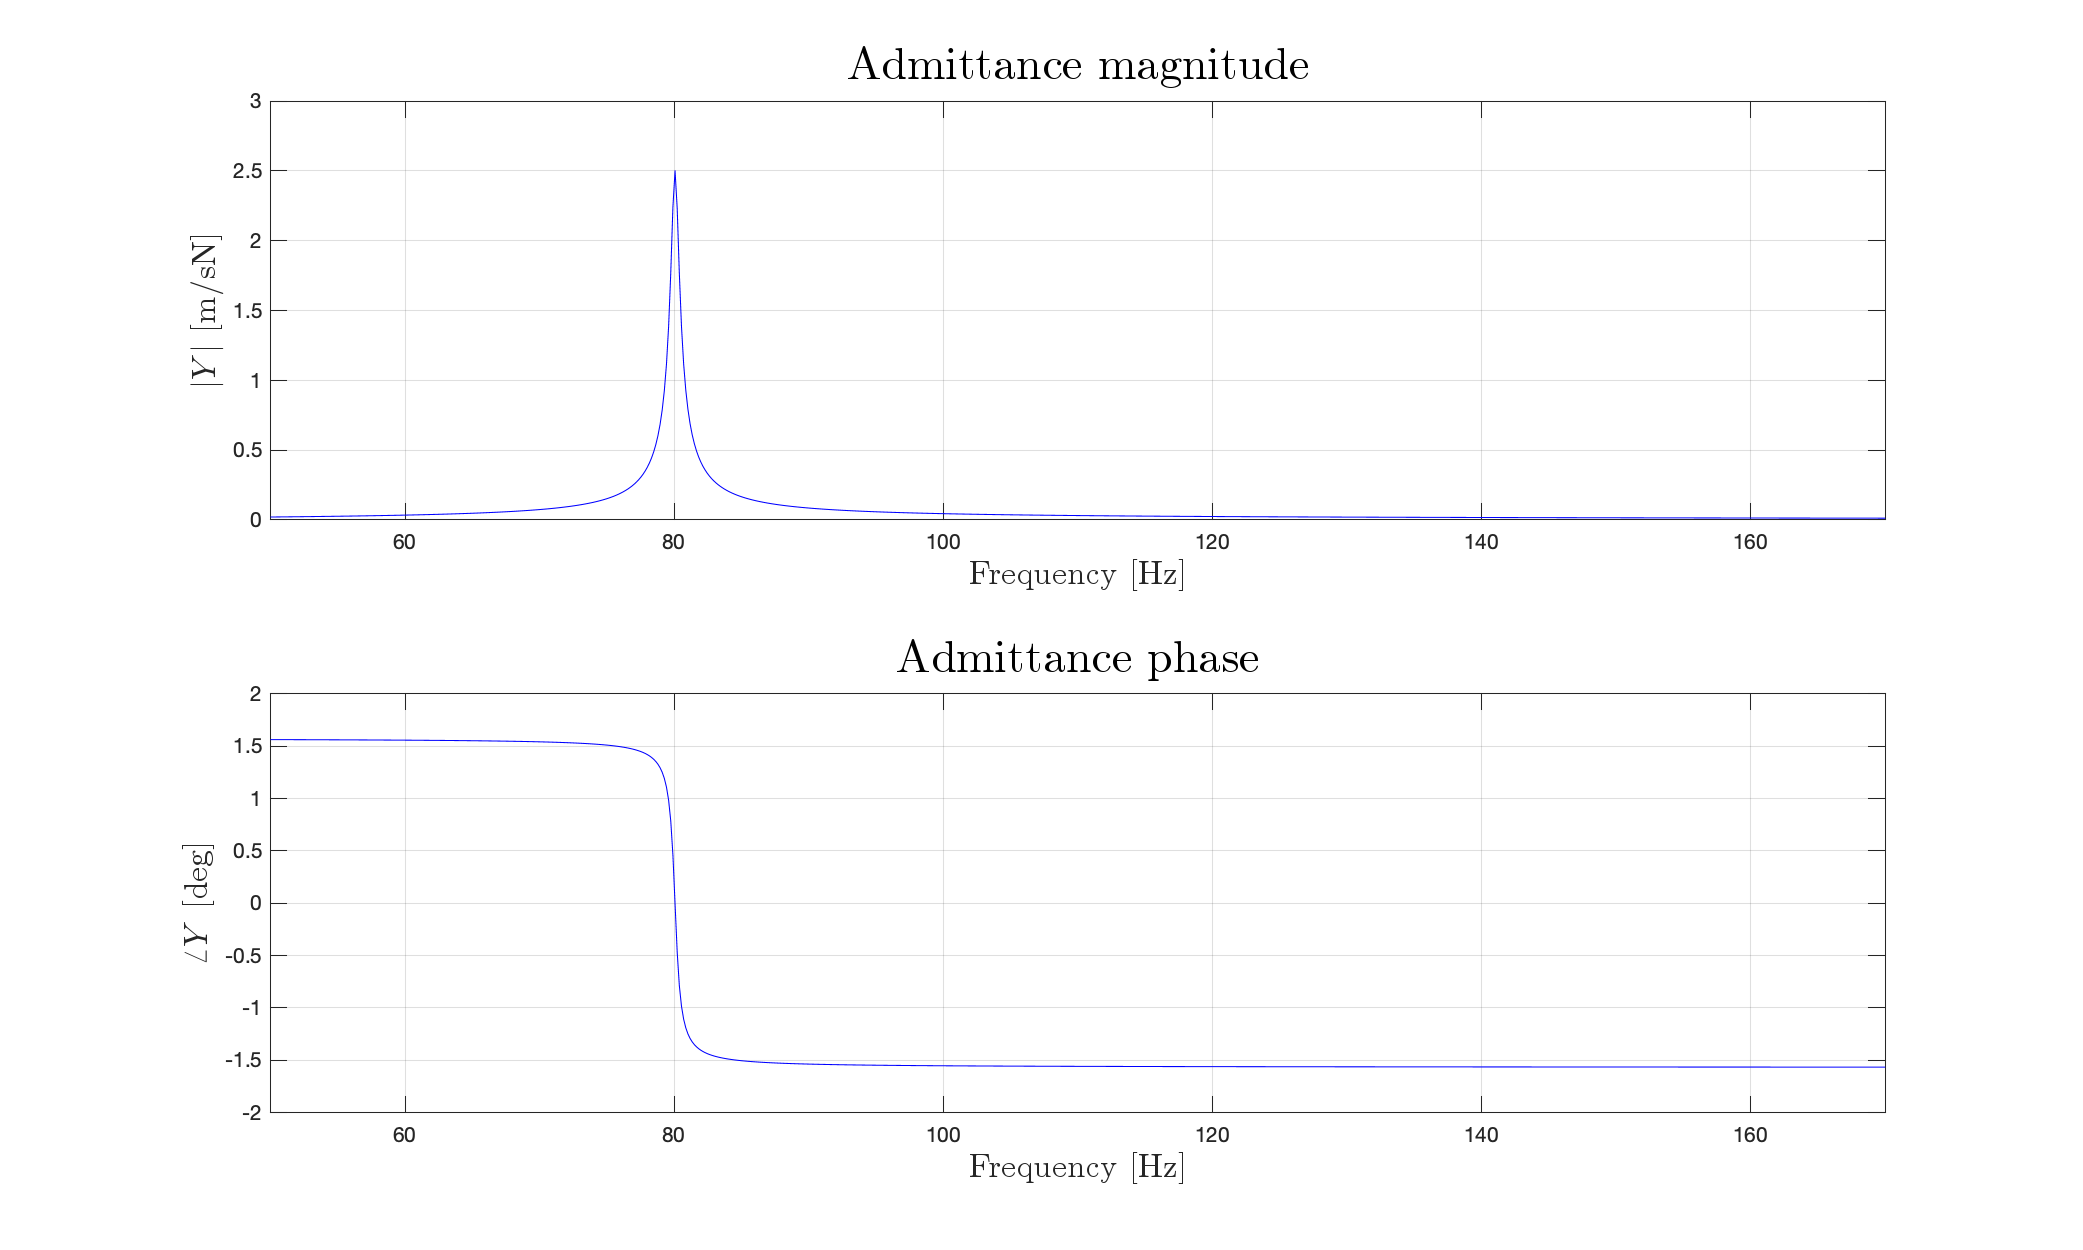 Admittance magnitude
3
2.5
2
1.5
1
0.5
0
|Y| [m/sN]
60 80 100 120 140 160
Frequency [Hz]
Admittance phase
2
1.5
1
0.5
0
-0.5
-1
-1.5
-2
∠Y [deg]
60 80 100 120 140 160
Frequency [Hz]